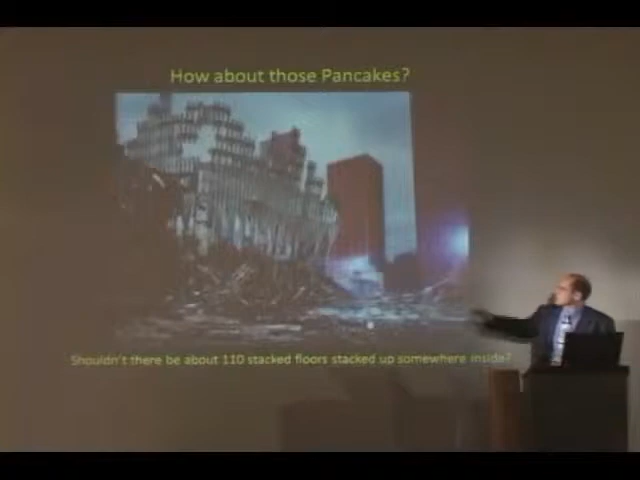 How about those Pancakes?
Shouldn't there be about 110 stacked floors stacked up somewhere inside?